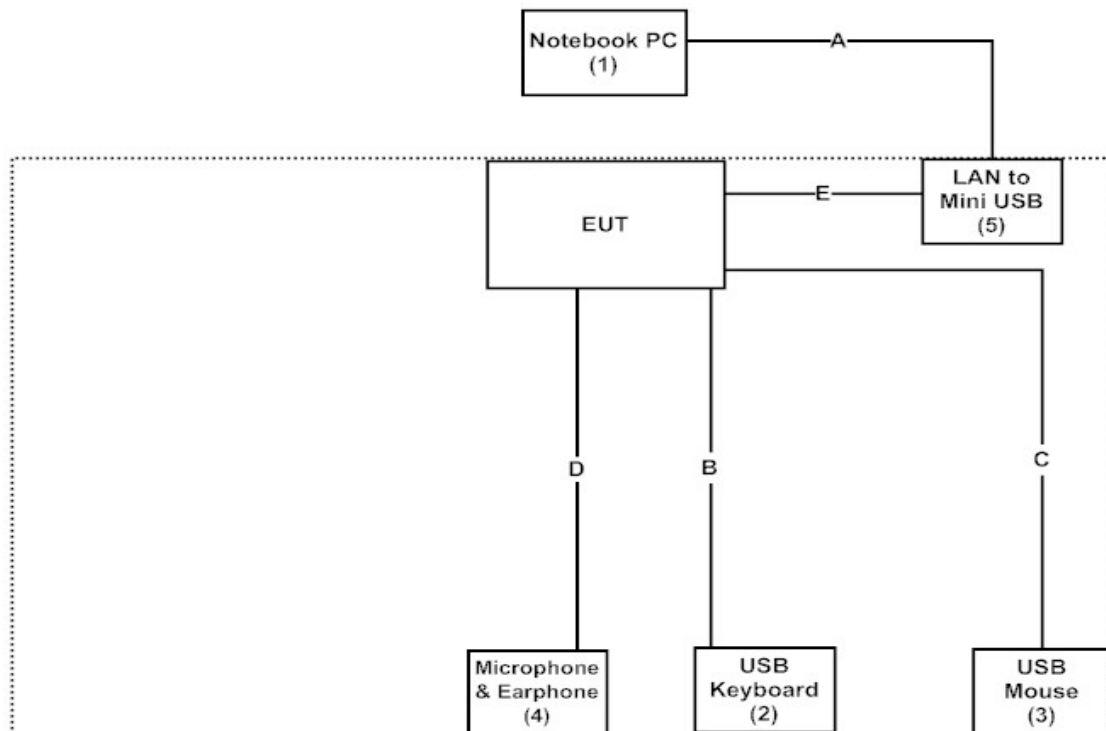 Notebook PC
(1)
A
EUT
E
LAN to
Mini USB
(5)
D
B
C
Microphone
& Earphone
(4)
USB
Keyboard
(2)
USB
Mouse
(3)